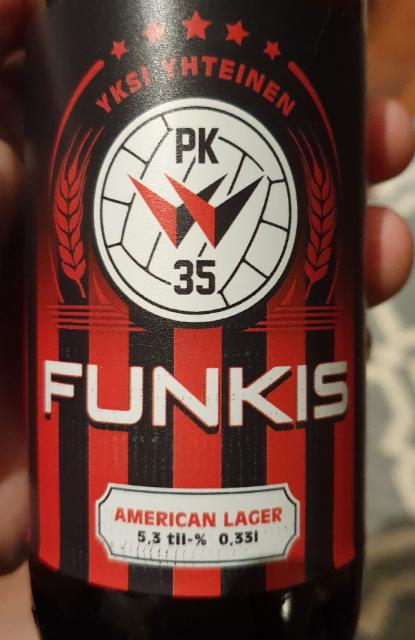 YKSI YHTEINEN
PK
35
FUNKIS
AMERICAN LAGER
5,3 til-% 0,33l